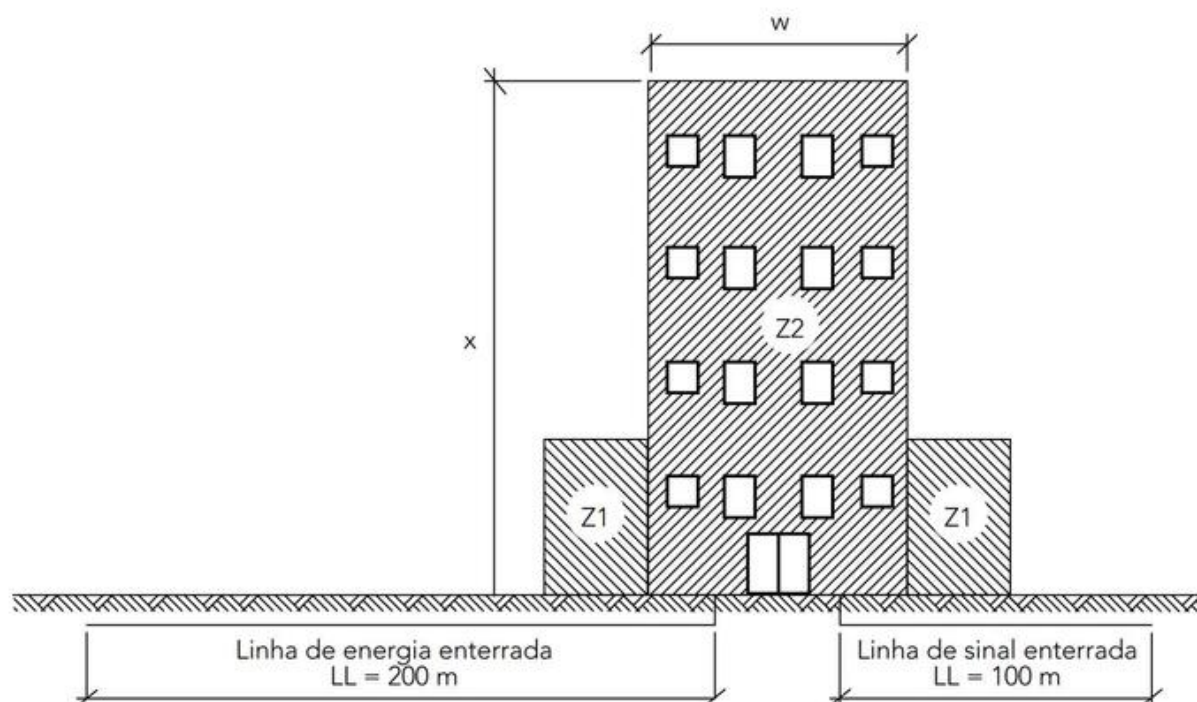 w
x
Z2
Z1
Z1
Linha de energia enterrada
LL = 200 m
Linha de sinal enterrada
LL = 100 m